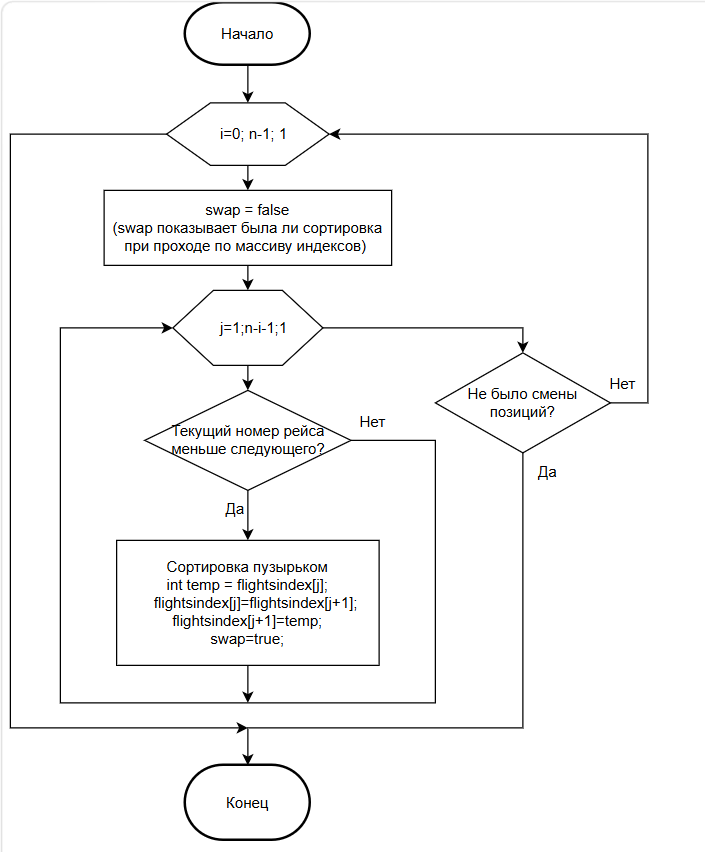 Начало
i=0; n-1; 1
swap = false
(swap показывает была ли сортировка
при проходе по массиву индексов)
j=1;n-i-1;1
Не было смены
позиций?
Нет
Да
Текущий номер рейса
меньше следующего?
Нет
Да
Сортировка пузырьком
int temp = flightsindex[j];
flightsindex[j]=flightsindex[j+1];
flightsindex[j+1]=temp;
swap=true;
Конец